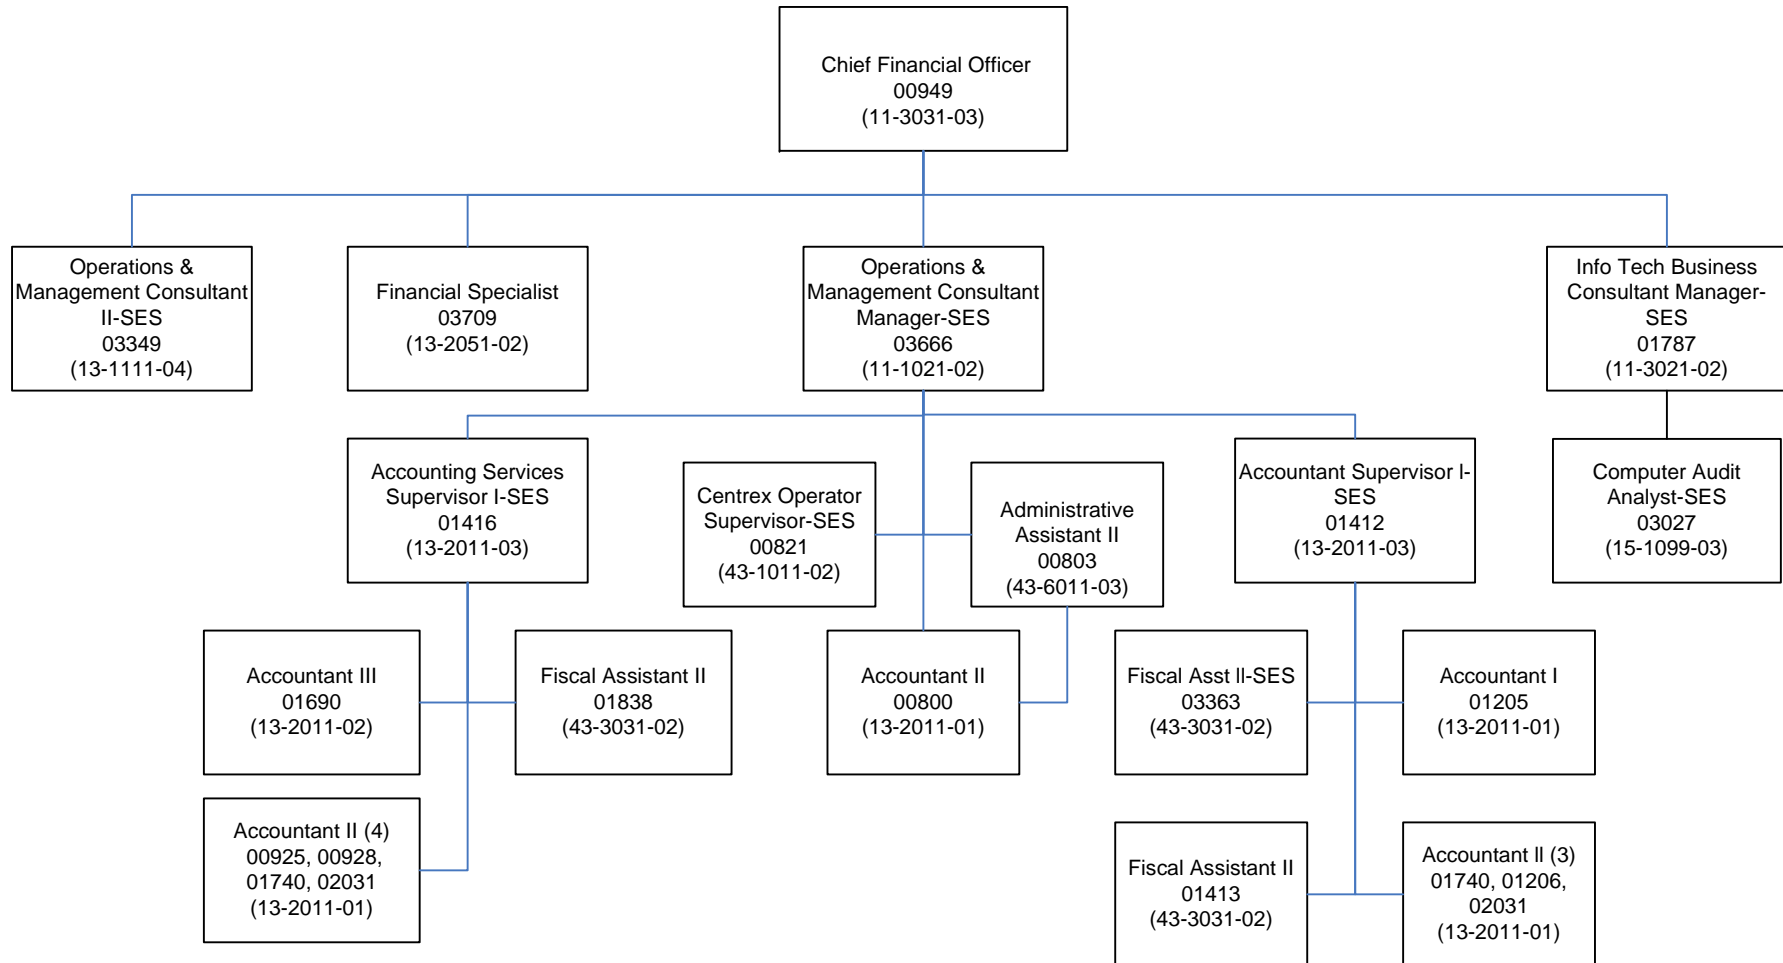 Chief Financial Officer
00949
(11-3031-03)
Operations &
Management Consultant
II-SES
03349
(13-1111-04)
Financial Specialist
03709
(13-2051-02)
Operations &
Management Consultant
Manager-SES
03666
(11-1021-02)
Info Tech Business
Consultant Manager-
SES
01787
(11-3021-02)
Accounting Services
Supervisor I-SES
01416
(13-2011-03)
Centrex Operator
Supervisor-SES
00821
(43-1011-02)
Administrative
Assistant II
00803
(43-6011-03)
Accountant Supervisor I-
SES
01412
(13-2011-03)
Computer Audit
Analyst-SES
03027
(15-1099-03)
Accountant III
01690
(13-2011-02)
Fiscal Assistant II
01838
(43-3031-02)
Accountant II
00800
(13-2011-01)
Fiscal Asst II-SES
03363
(43-3031-02)
Accountant I
01205
(13-2011-01)
Accountant II (4)
00925, 00928,
01740, 02031
(13-2011-01)
Fiscal Assistant II
01413
(43-3031-02)
Accountant II (3)
01740, 01206,
02031
(13-2011-01)